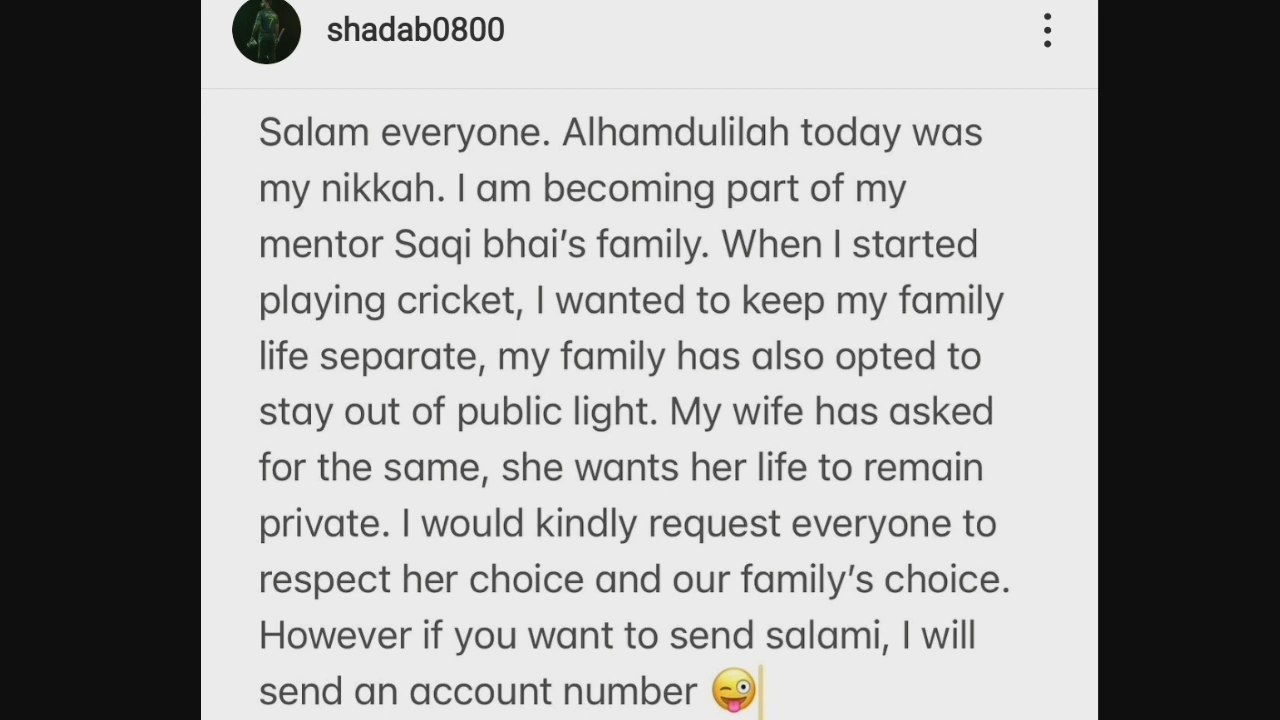 shadab0800
Salam everyone. Alhamdulilah today was
my nikkah. I am becoming part of my
mentor Saqi bhai’s family. When I started
playing cricket, I wanted to keep my family
life separate, my family has also opted to
stay out of public light. My wife has asked
for the same, she wants her life to remain
private. I would kindly request everyone to
respect her choice and our family’s choice.
However if you want to send salami, I will
send an account number 😜